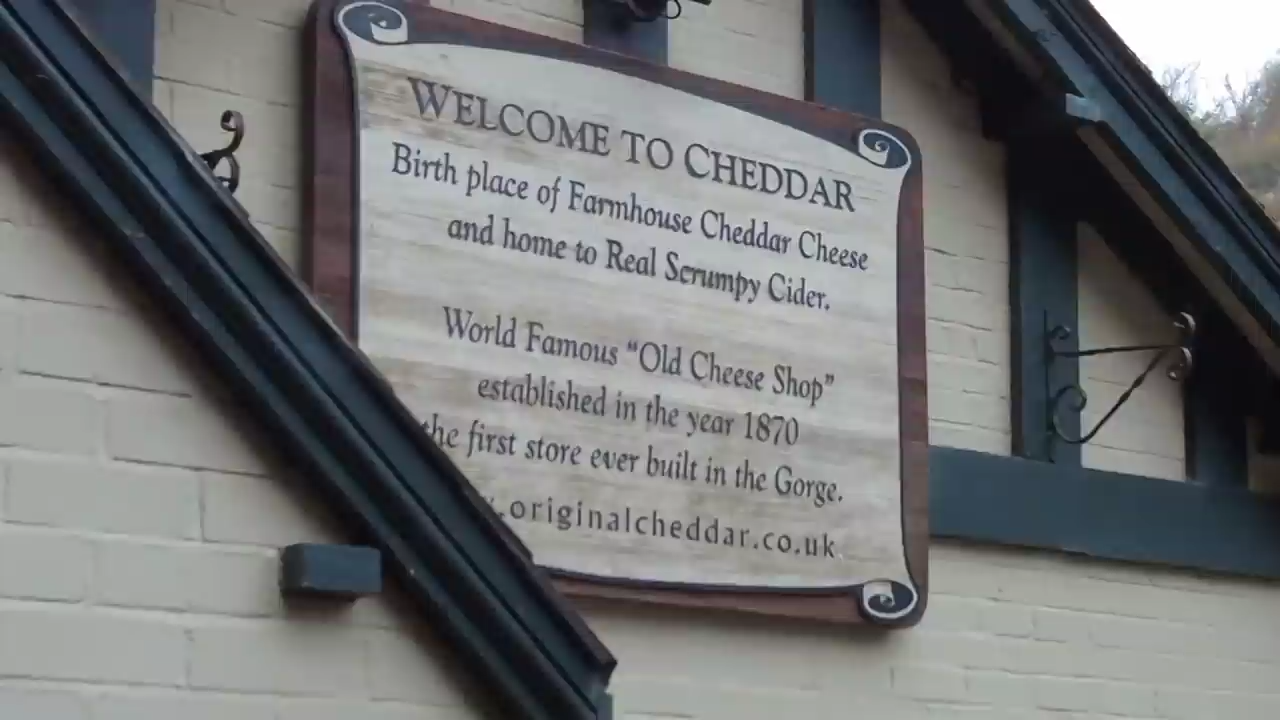 WELCOME TO CHEDDAR
Birth place of Farmhouse Cheddar Cheese
and home to Real Scrumpy Cider.
World Famous “Old Cheese Shop”
established in the year 1870
the first store ever built in the Gorge.
.originalcheddar.co.uk